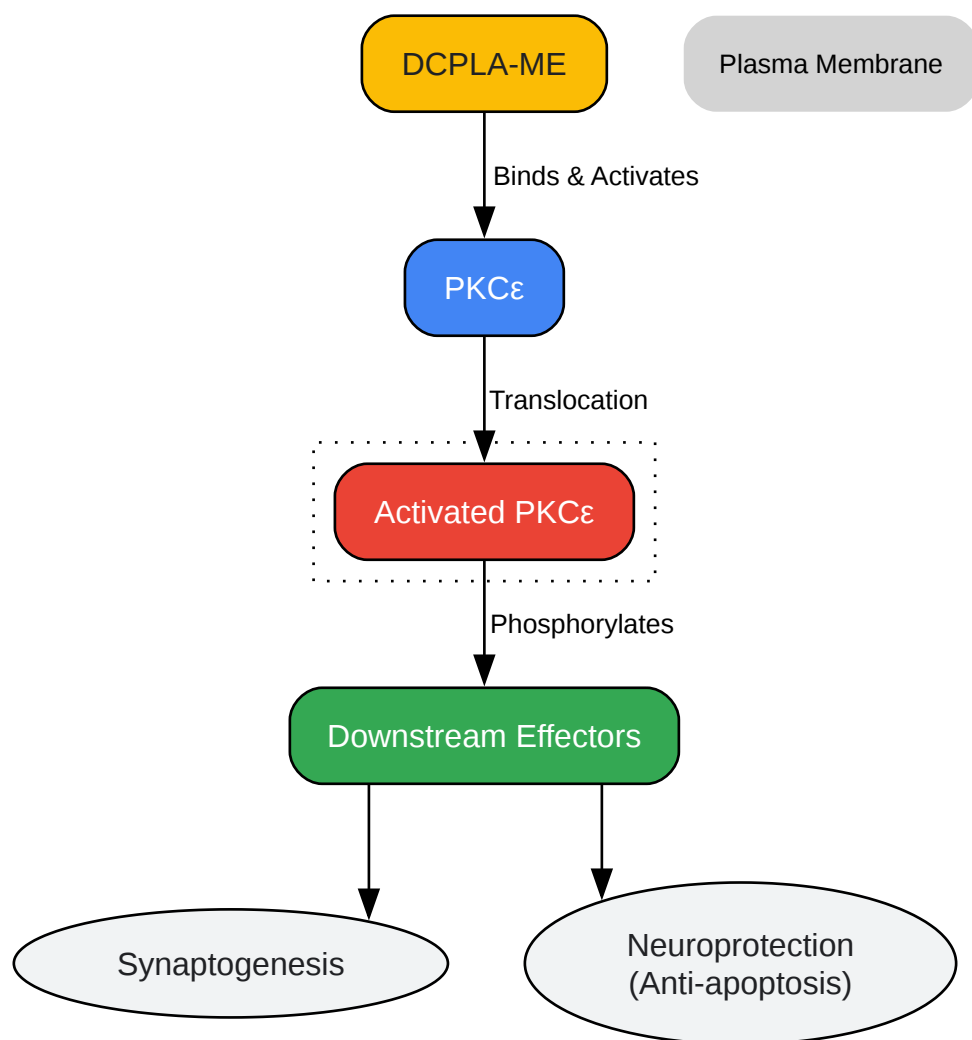 DCPLA-ME
Plasma Membrane
Binds & Activates
PKCε
Translocation
Activated PKCε
Phosphorylates
Downstream Effectors
Synaptogenesis
Neuroprotection
(Anti-apoptosis)